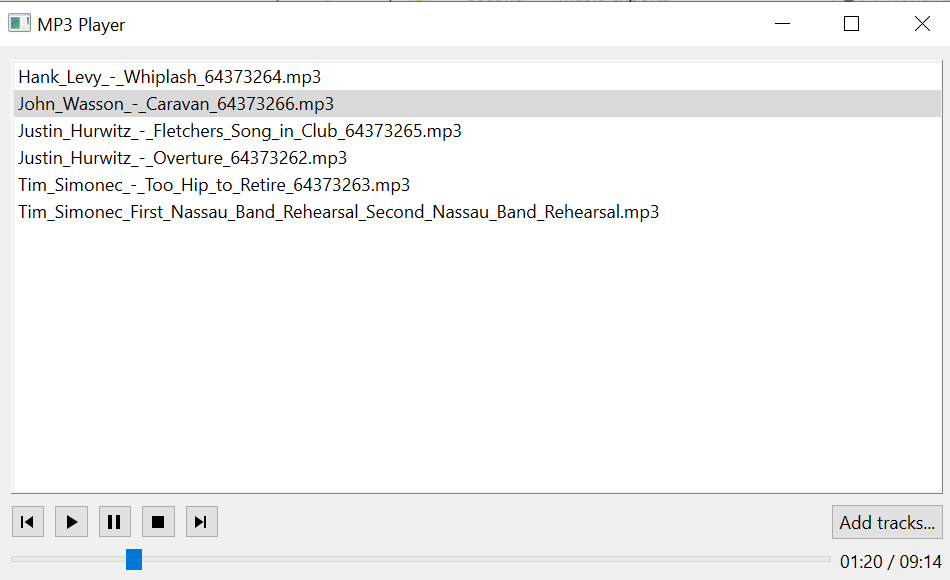 MP3 Player
Hank_Levy_-_Whiplash_64373264.mp3
John_Wasson_-_Caravan_64373266.mp3
Justin_Hurwitz_-_Fletchers_Song_in_Club_64373265.mp3
Justin_Hurwitz_-_Overture_64373262.mp3
Tim_Simonec_-_Too_Hip_to_Retire_64373263.mp3
Tim_Simonec_First_Nassau_Band_Rehearsal_Second_Nassau_Band_Rehearsal.mp3
Add tracks...
01:20 / 09:14